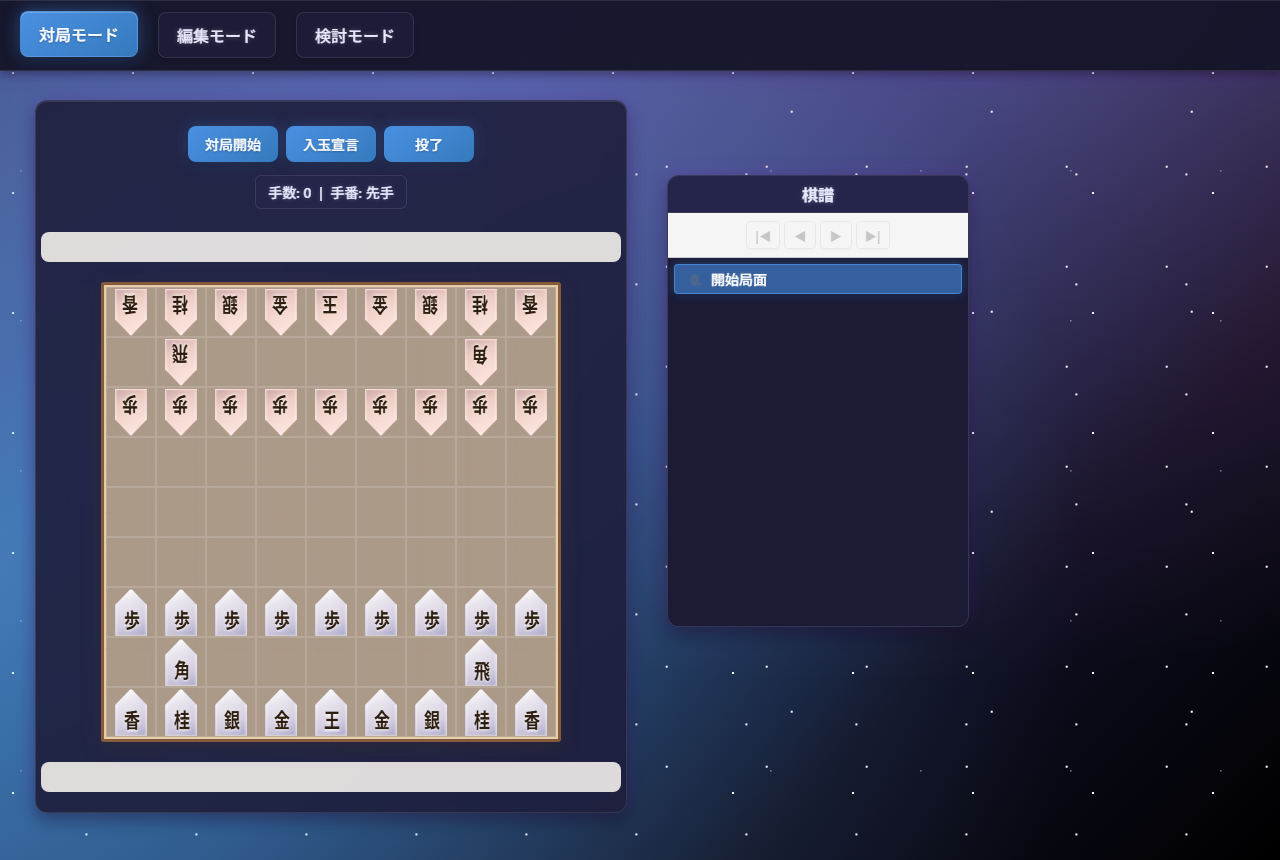 対局モード 編集モード 検討モード
対局開始 入玉宣言 投了
手数: 0 | 手番: 先手
香 桂 銀 金 王 金 銀 桂 香
飛 角
歩 歩 歩 歩 歩 歩 歩 歩 歩
歩 歩 歩 歩 歩 歩 歩 歩 歩
角 飛
香 桂 銀 金 王 金 銀 桂 香
棋譜
|◀ ◀ ▶ ▶|
0. 開始局面